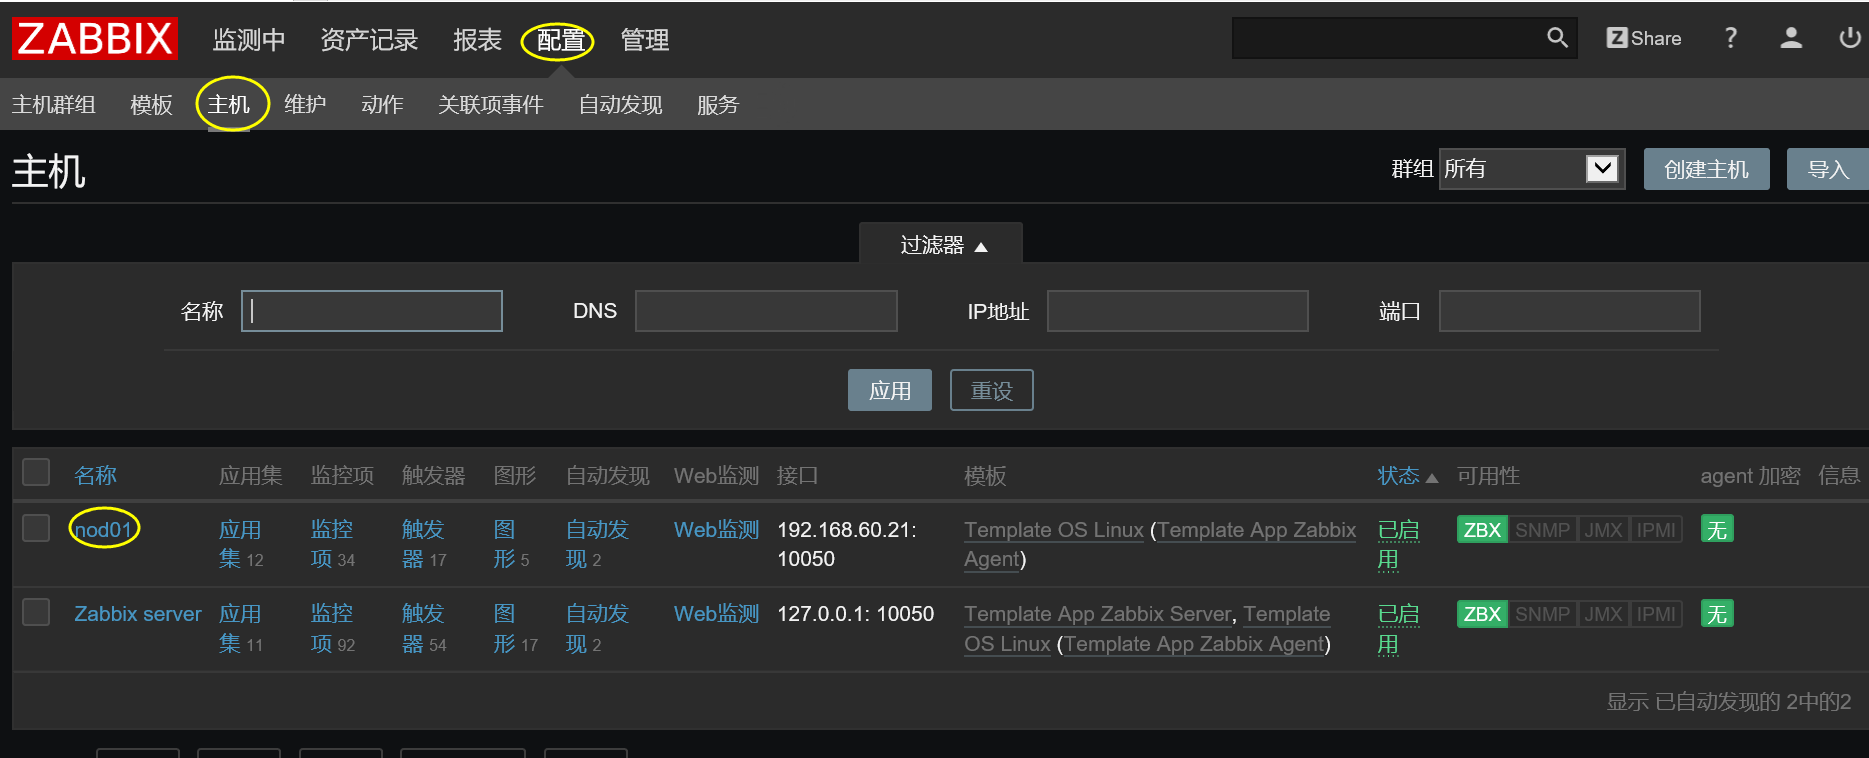 ZABBIX 监测中 资产记录 报表 配置 管理 Z Share ?
主机群组 模板 主机 维护 动作 关联项事件 自动发现 服务
主机 群组 所有 创建主机 导入
过滤器
名称 DNS IP地址 端口
应用 重设
名称 应用集 监控项 触发器 图形 自动发现 Web监测 接口 模板 状态 可用性 agent 加密 信息
nod01 应用 监控 触发 图 自动发 Web监测 192.168.60.21: Template OS Linux (Template App Zabbix 已启 ZBX SNMP JMX IPMI 无
集 12 项 34 器 17 形 5 现 2 10050 Agent) 用
Zabbix server 应用 监控 触发 图 自动发 Web监测 127.0.0.1: 10050 Template App Zabbix Server, Template 已启 ZBX SNMP JMX IPMI 无
集 11 项 92 器 54 形 17 现 2 OS Linux (Template App Zabbix Agent) 用
显示 已自动发现的 2中的2